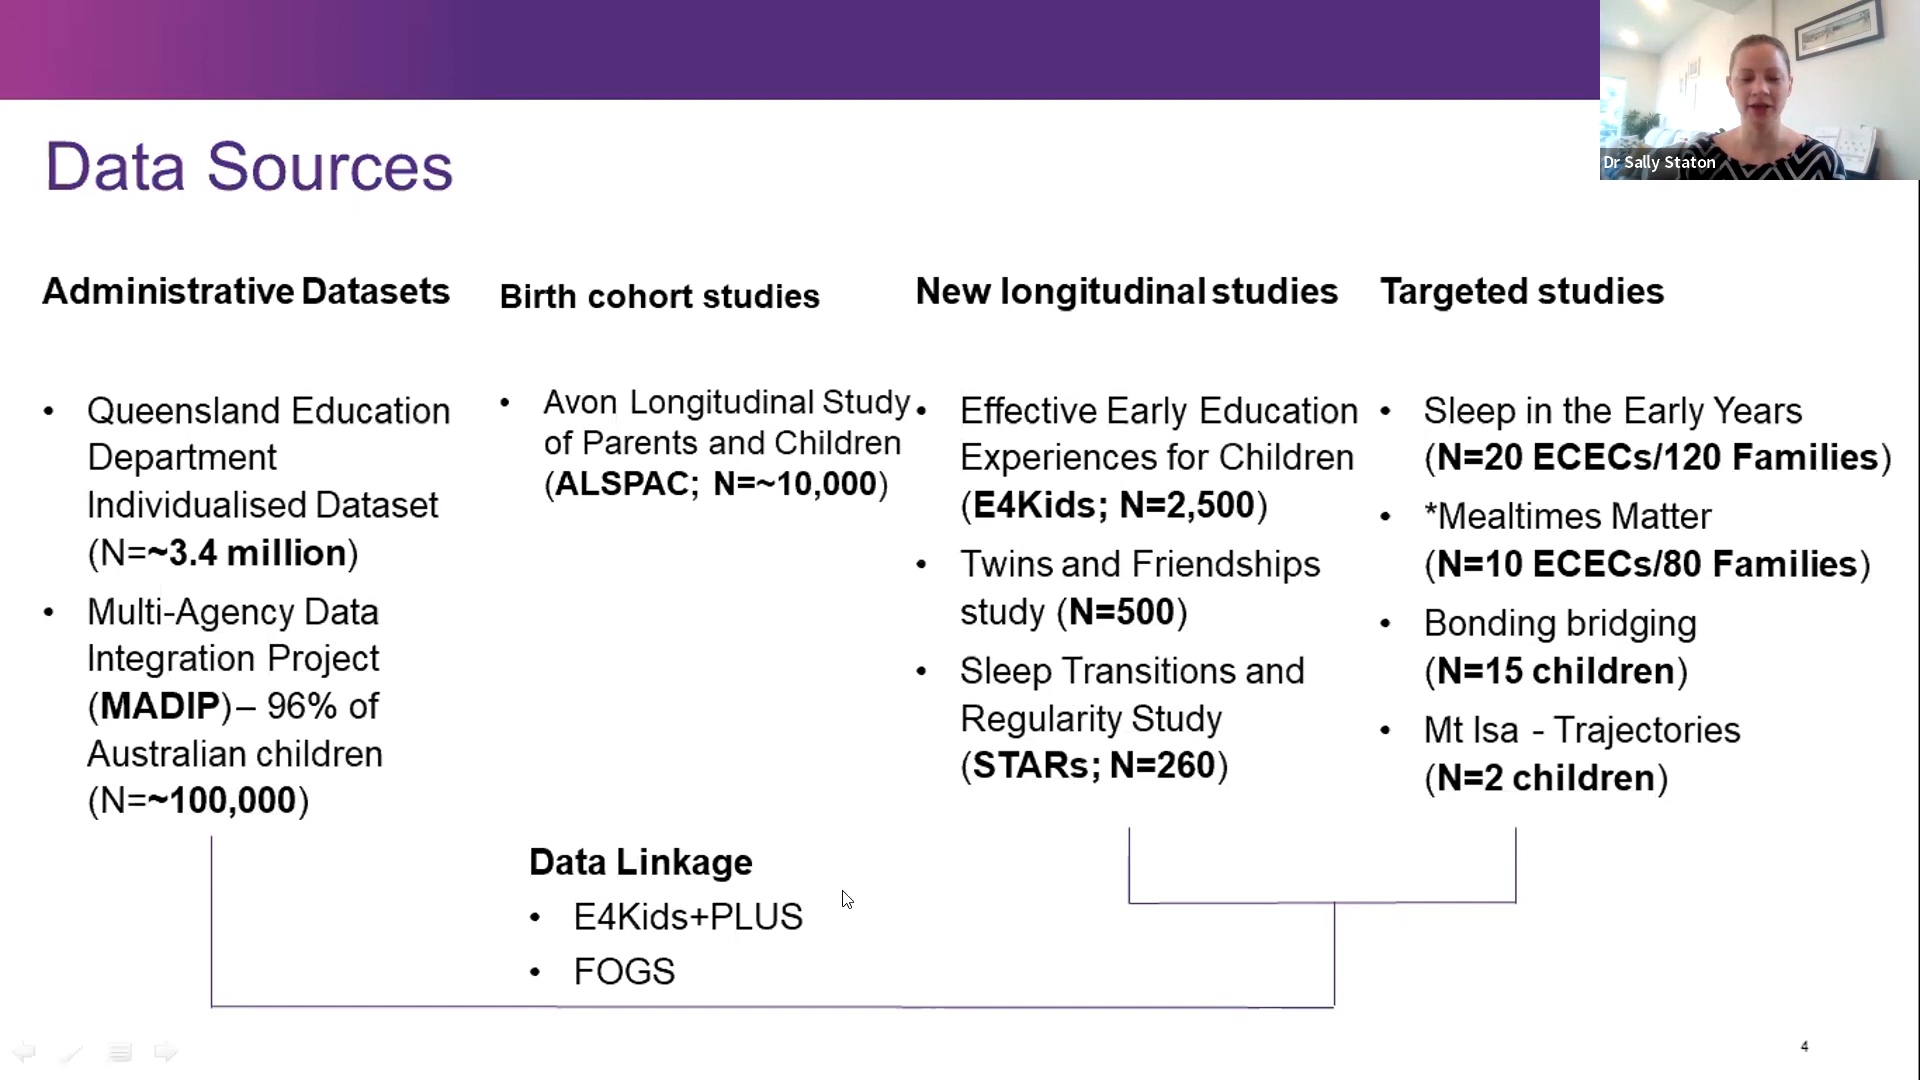 Dr Sally Staton
Data Sources
Administrative Datasets
• Queensland Education
Department
Individualised Dataset
(N=~3.4 million)
• Multi-Agency Data
Integration Project
(MADIP) – 96% of
Australian children
(N=~100,000)
Birth cohort studies
• Avon Longitudinal Study
of Parents and Children
(ALSPAC; N=~10,000)
New longitudinal studies
• Effective Early Education
Experiences for Children
(E4Kids; N=2,500)
• Twins and Friendships
study (N=500)
• Sleep Transitions and
Regularity Study
(STARs; N=260)
Targeted studies
• Sleep in the Early Years
(N=20 ECECs/120 Families)
• *Mealtimes Matter
(N=10 ECECs/80 Families)
• Bonding bridging
(N=15 children)
• Mt Isa - Trajectories
(N=2 children)
Data Linkage
• E4Kids+PLUS
• FOGS
4